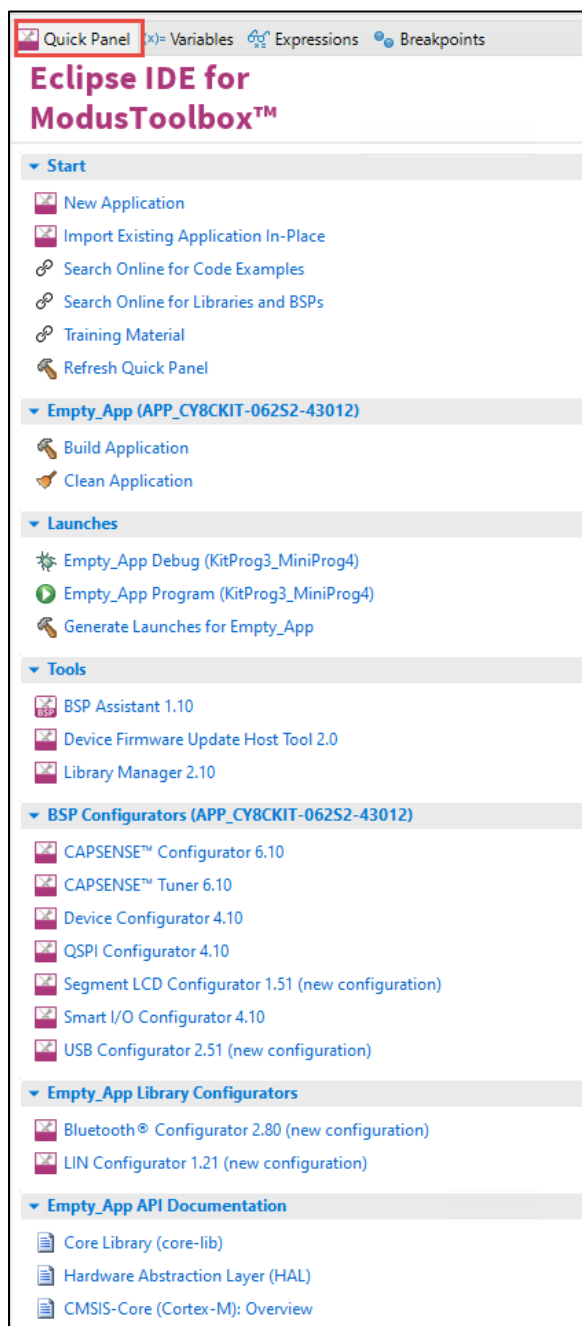 Quick Panel (x)= Variables Expressions Breakpoints
Eclipse IDE for
ModusToolbox™
Start
New Application
Import Existing Application In-Place
Search Online for Code Examples
Search Online for Libraries and BSPs
Training Material
Refresh Quick Panel
Empty_App (APP_CY8CKIT-062S2-43012)
Build Application
Clean Application
Launches
Empty_App Debug (KitProg3_MiniProg4)
Empty_App Program (KitProg3_MiniProg4)
Generate Launches for Empty_App
Tools
BSP BSP Assistant 1.10
Device Firmware Update Host Tool 2.0
Library Manager 2.10
BSP Configurators (APP_CY8CKIT-062S2-43012)
CAPSENSE™ Configurator 6.10
CAPSENSE™ Tuner 6.10
Device Configurator 4.10
QSPI Configurator 4.10
Segment LCD Configurator 1.51 (new configuration)
Smart I/O Configurator 4.10
USB Configurator 2.51 (new configuration)
Empty_App Library Configurators
Bluetooth® Configurator 2.80 (new configuration)
LIN Configurator 1.21 (new configuration)
Empty_App API Documentation
Core Library (core-lib)
Hardware Abstraction Layer (HAL)
CMSIS-Core (Cortex-M): Overview